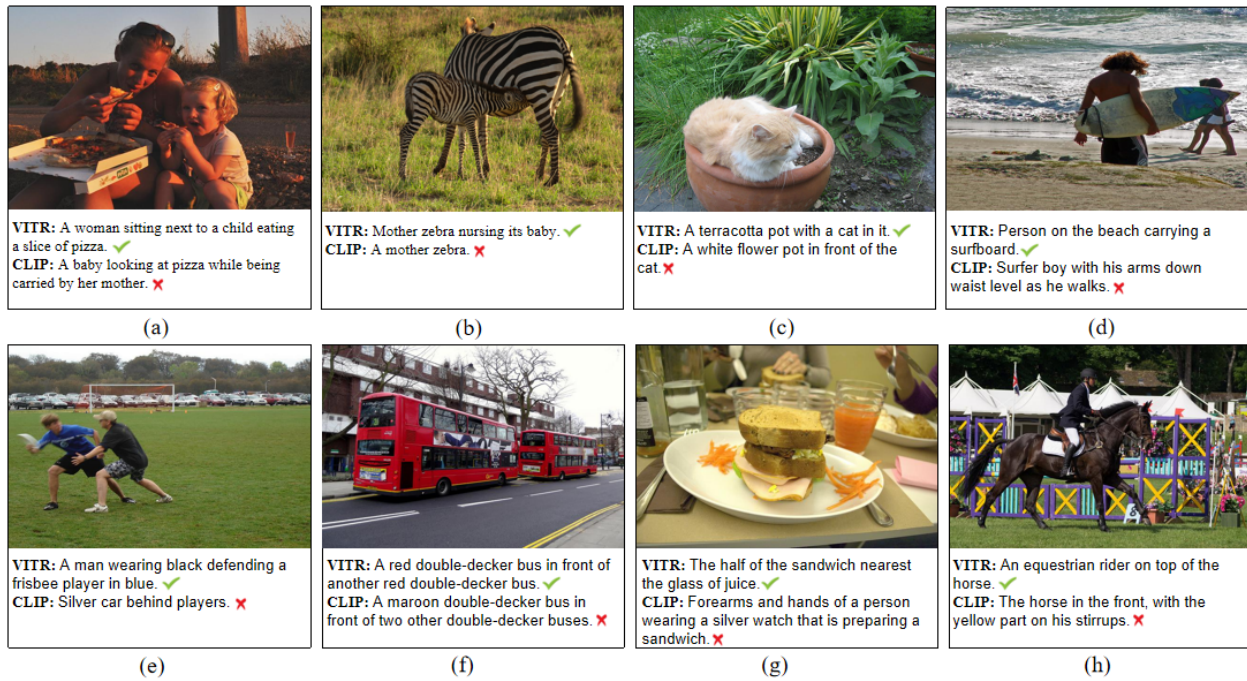 VITR: A woman sitting next to a child eating
a slice of pizza. ✓
CLIP: A baby looking at pizza while being
carried by her mother. ✗
VITR: Mother zebra nursing its baby. ✓
CLIP: A mother zebra. ✗
VITR: A terracotta pot with a cat in it. ✓
CLIP: A white flower pot in front of the
cat. ✗
VITR: Person on the beach carrying a
surfboard. ✓
CLIP: Surfer boy with his arms down
waist level as he walks. ✗
(a)
(b)
(c)
(d)
VITR: A man wearing black defending a
frisbee player in blue. ✓
CLIP: Silver car behind players. ✗
VITR: A red double-decker bus in front of
another red double-decker bus. ✓
CLIP: A maroon double-decker bus in
front of two other double-decker buses. ✗
VITR: The half of the sandwich nearest
the glass of juice. ✓
CLIP: Forearms and hands of a person
wearing a silver watch that is preparing a
sandwich. ✗
VITR: An equestrian rider on top of the
horse. ✓
CLIP: The horse in the front, with the
yellow part on his stirrups. ✗
(e)
(f)
(g)
(h)